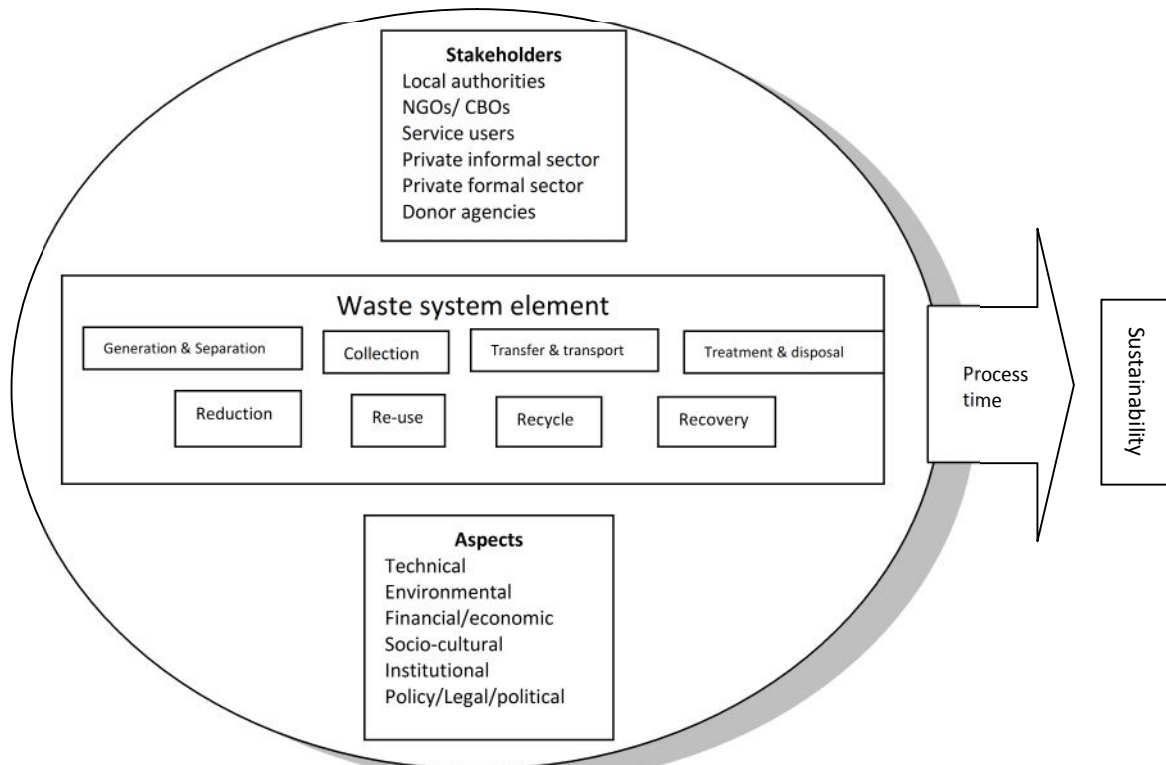 Stakeholders
Local authorities
NGOs/ CBOs
Service users
Private informal sector
Private formal sector
Donor agencies
Waste system element
Generation & Separation
Collection
Transfer & transport
Treatment & disposal
Reduction
Re-use
Recycle
Recovery
Aspects
Technical
Environmental
Financial/economic
Socio-cultural
Institutional
Policy/Legal/political
Process
time
Sustainability